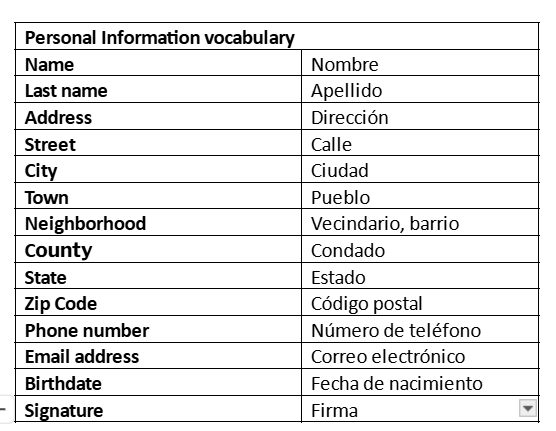 Personal Information vocabulary
Name Nombre
Last name Apellido
Address Dirección
Street Calle
City Ciudad
Town Pueblo
Neighborhood Vecindario, barrio
County Condado
State Estado
Zip Code Código postal
Phone number Número de teléfono
Email address Correo electrónico
Birthdate Fecha de nacimiento
Signature Firma